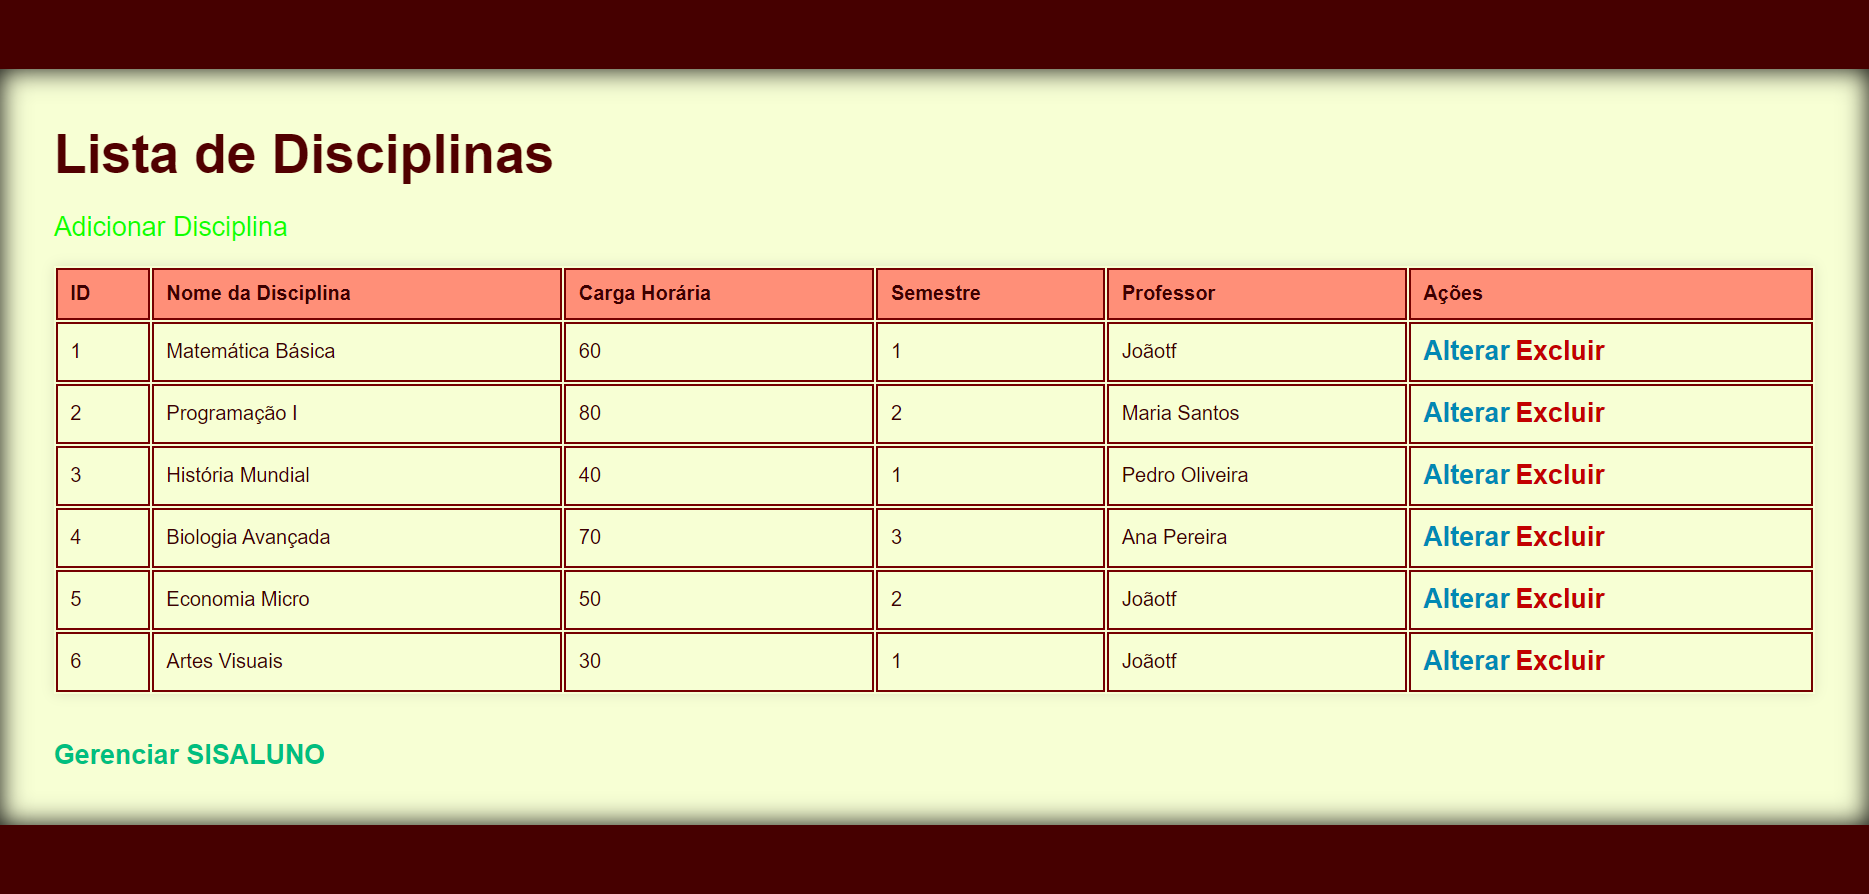 Lista de Disciplinas
Adicionar Disciplina
ID Nome da Disciplina Carga Horária Semestre Professor Ações
1 Matemática Básica 60 1 Joãotf Alterar Excluir
2 Programação I 80 2 Maria Santos Alterar Excluir
3 História Mundial 40 1 Pedro Oliveira Alterar Excluir
4 Biologia Avançada 70 3 Ana Pereira Alterar Excluir
5 Economia Micro 50 2 Joãotf Alterar Excluir
6 Artes Visuais 30 1 Joãotf Alterar Excluir
Gerenciar SISALUNO